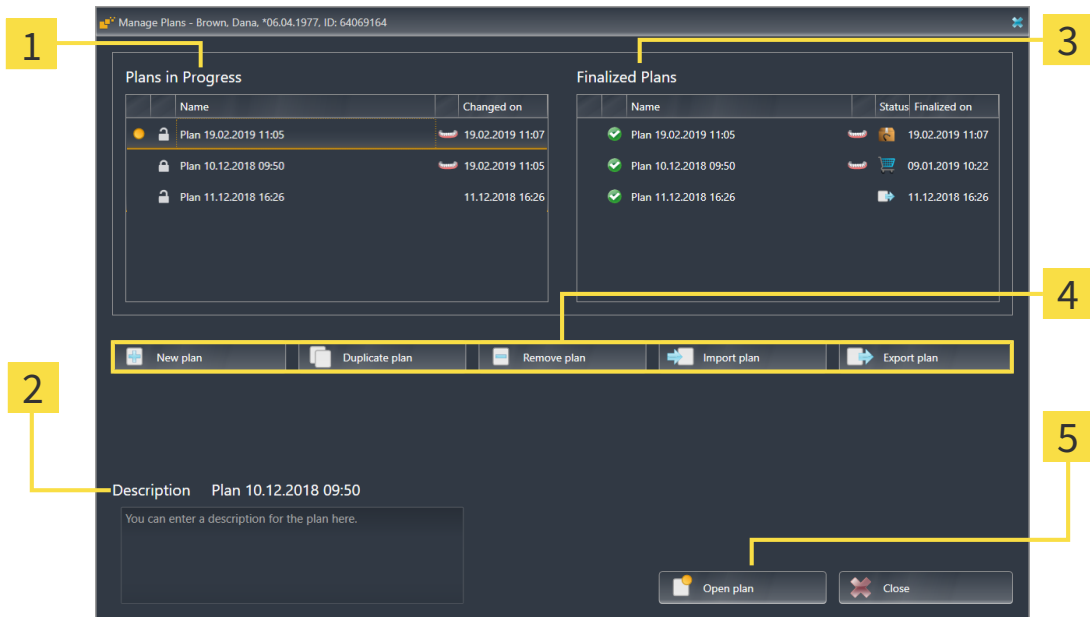 Manage Plans - Brown, Dana, *06.04.1977, ID: 64069164
1
3
Plans in Progress
Name Changed on
Plan 19.02.2019 11:05 19.02.2019 11:07
Plan 10.12.2018 09:50 19.02.2019 11:05
Plan 11.12.2018 16:26 11.12.2018 16:26
Finalized Plans
Name Status Finalized on
Plan 19.02.2019 11:05 19.02.2019 11:07
Plan 10.12.2018 09:50 09.01.2019 10:22
Plan 11.12.2018 16:26 11.12.2018 16:26
4
New plan Duplicate plan Remove plan Import plan Export plan
2
5
Description Plan 10.12.2018 09:50
You can enter a description for the plan here.
Open plan Close